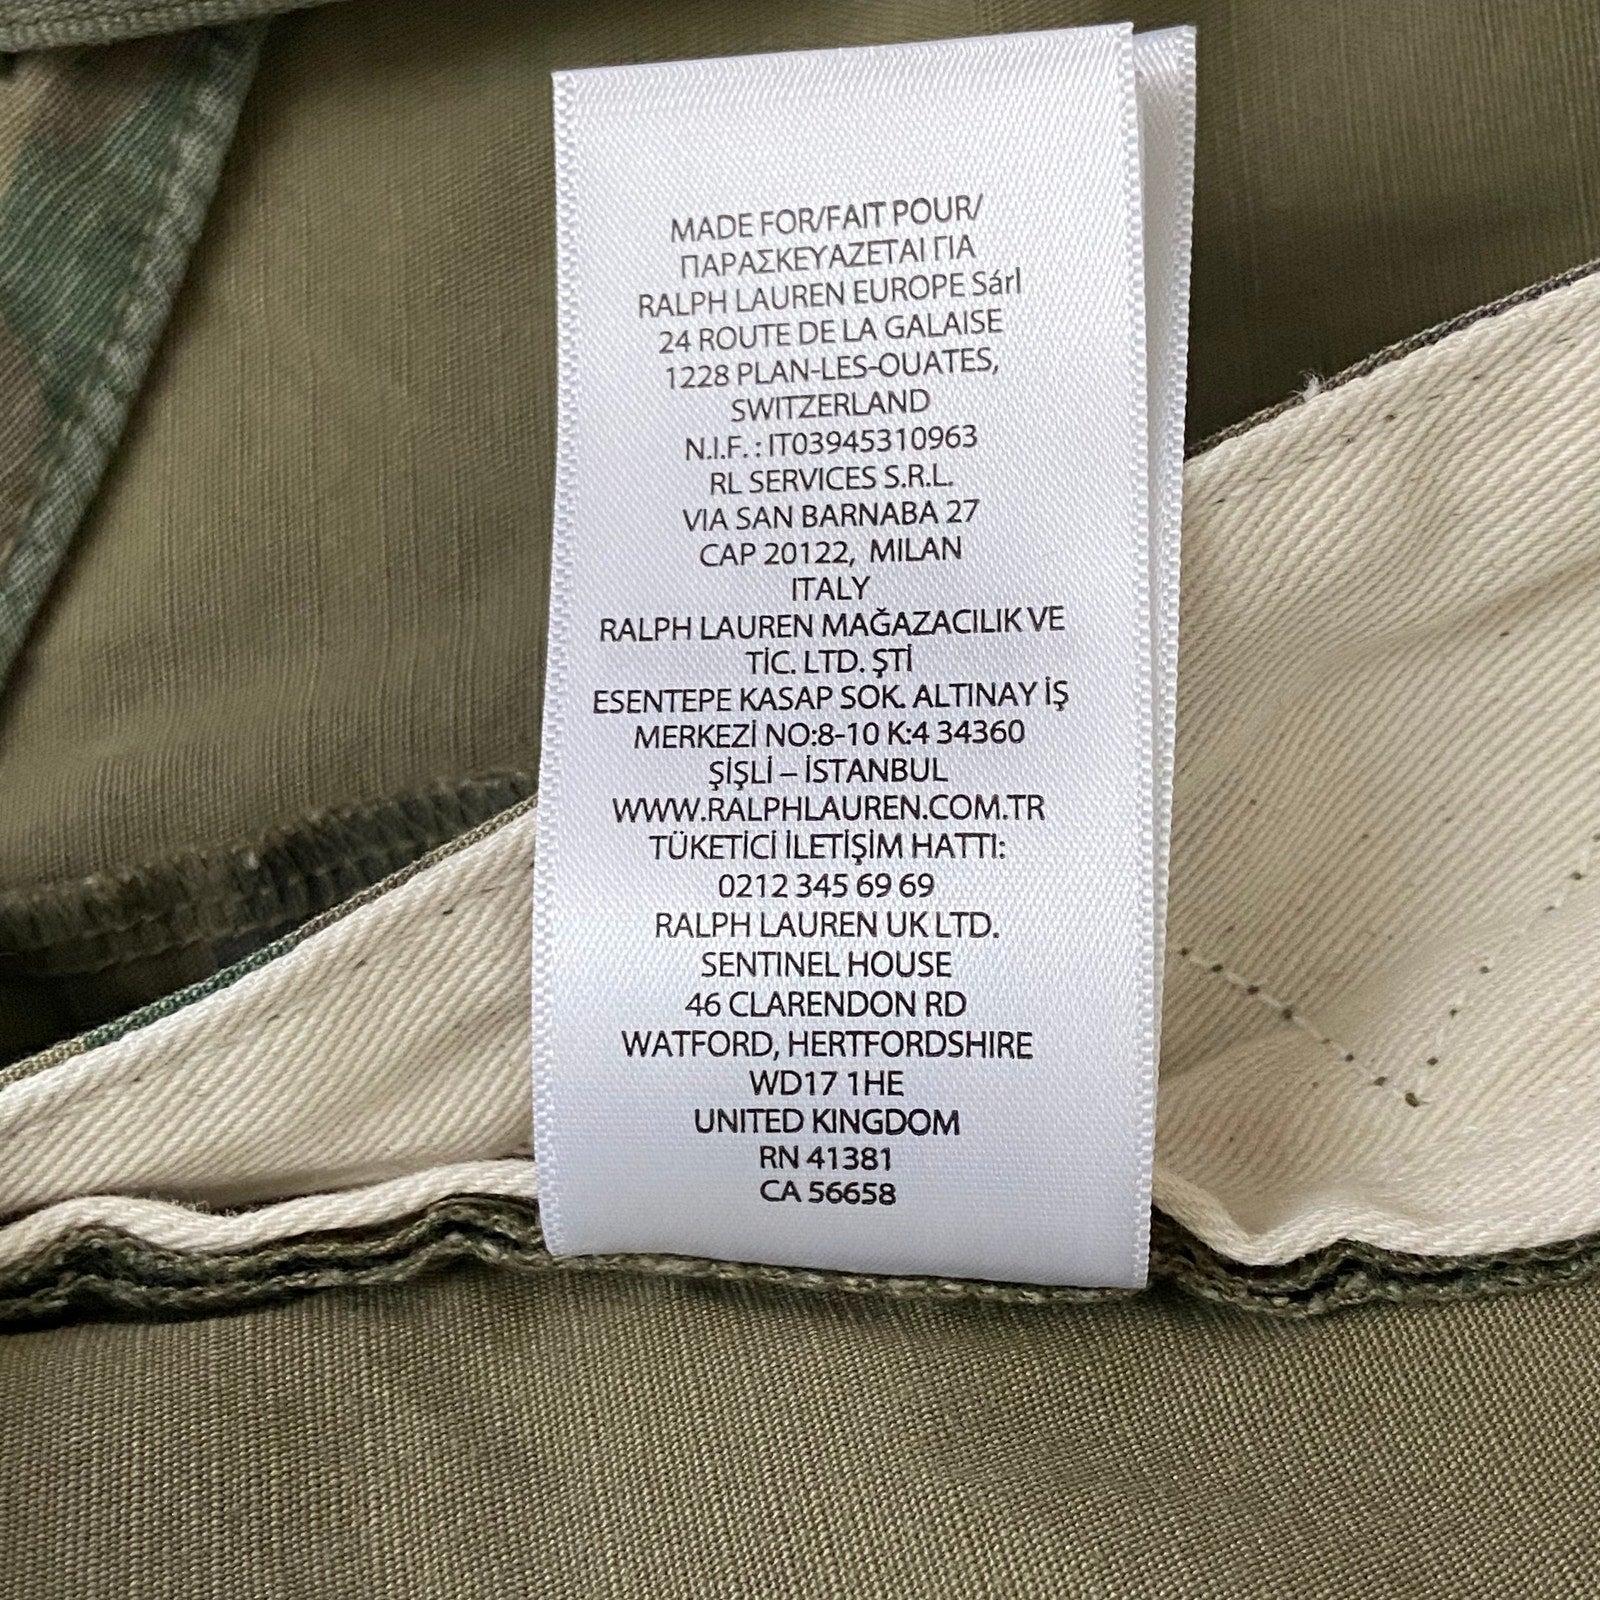 MADE FOR/FAIT POUR/
ΠΑΡΑΣΚΕΥΑΖΕΤΑΙ ΓΙΑ
RALPH LAUREN EUROPE Sárl
24 ROUTE DE LA GALAISE
1228 PLAN-LES-OUATES,
SWITZERLAND
N.I.F. : IT03945310963
RL SERVICES S.R.L.
VIA SAN BARNABA 27
CAP 20122, MILAN
ITALY
RALPH LAUREN MAĞAZACILIK VE
TİC. LTD. ŞTİ
ESENTEPE KASAP SOK. ALTINAY İŞ
MERKEZİ NO:8-10 K:4 34360
ŞİŞLİ – İSTANBUL
WWW.RALPHLAUREN.COM.TR
TÜKETİCİ İLETİŞİM HATTI:
0212 345 69 69
RALPH LAUREN UK LTD.
SENTINEL HOUSE
46 CLARENDON RD
WATFORD, HERTFORDSHIRE
WD17 1HE
UNITED KINGDOM
RN 41381
CA 56658